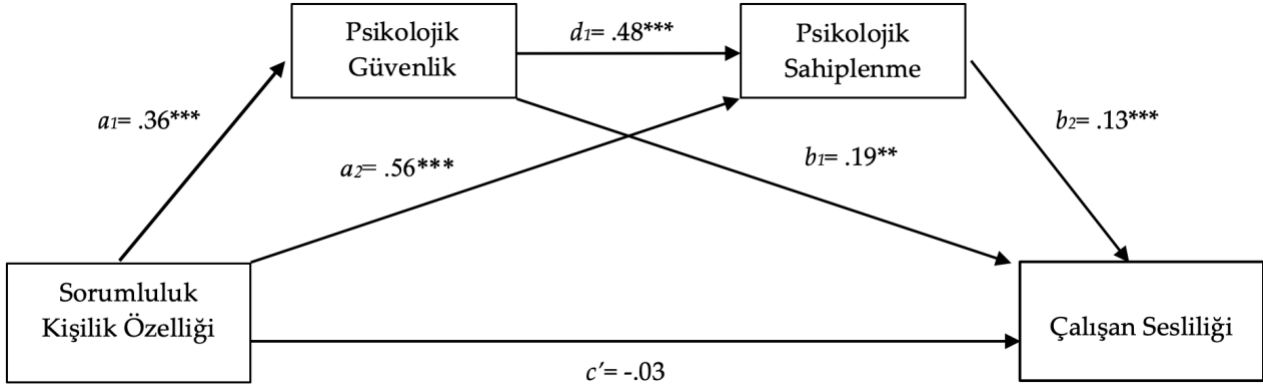 Psikolojik
Güvenlik
d1= .48***
Psikolojik
Sahiplenme
a1= .36***
a2= .56***
b1= .19**
b2= .13***
Sorumluluk
Kişilik Özelliği
Çalışan Sesliliği
c′= -.03